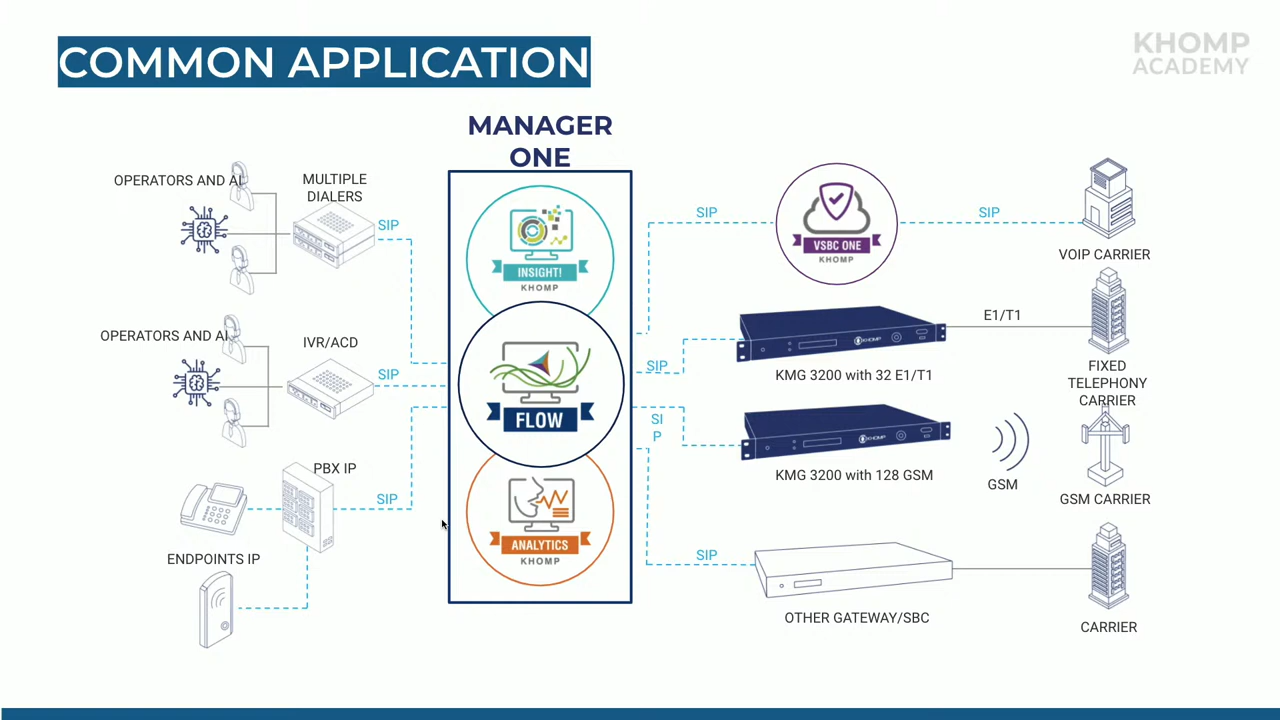 COMMON APPLICATION
KHOMP
ACADEMY
MANAGER
ONE
OPERATORS AND AI
MULTIPLE
DIALERS
SIP
OPERATORS AND AI
IVR/ACD
SIP
PBX IP
SIP
ENDPOINTS IP
INSIGHT!
KHOMP
FLOW
ANALYTICS
KHOMP
SIP
VSBC ONE
KHOMP
SIP
VOIP CARRIER
SIP
KHOMP
KMG 3200 with 32 E1/T1
E1/T1
FIXED
TELEPHONY
CARRIER
SI
P
KHOMP
KMG 3200 with 128 GSM
GSM
GSM CARRIER
SIP
OTHER GATEWAY/SBC
CARRIER